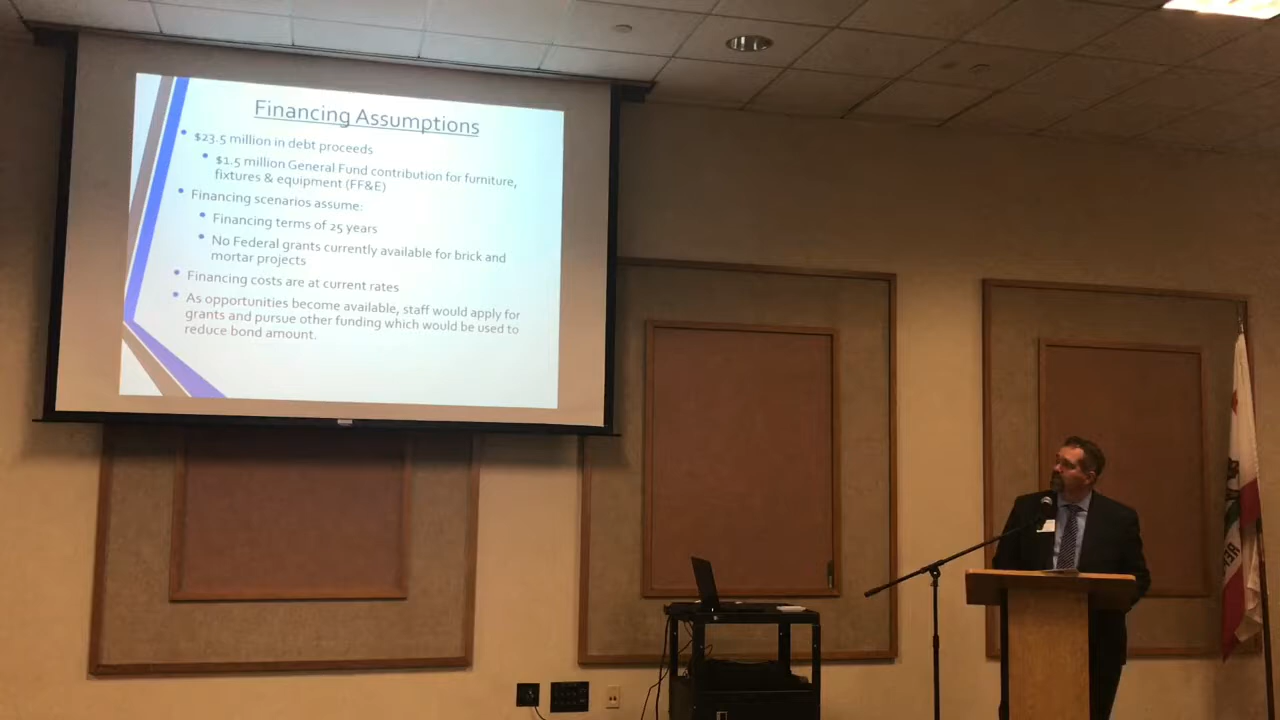 Financing Assumptions
• $23.5 million in debt proceeds
• $1.5 million General Fund contribution for furniture,
fixtures & equipment (FF&E)
• Financing scenarios assume:
• Financing terms of 25 years
• No Federal grants currently available for brick and
mortar projects
• Financing costs are at current rates
• As opportunities become available, staff would apply for
grants and pursue other funding which would be used to
reduce bond amount.